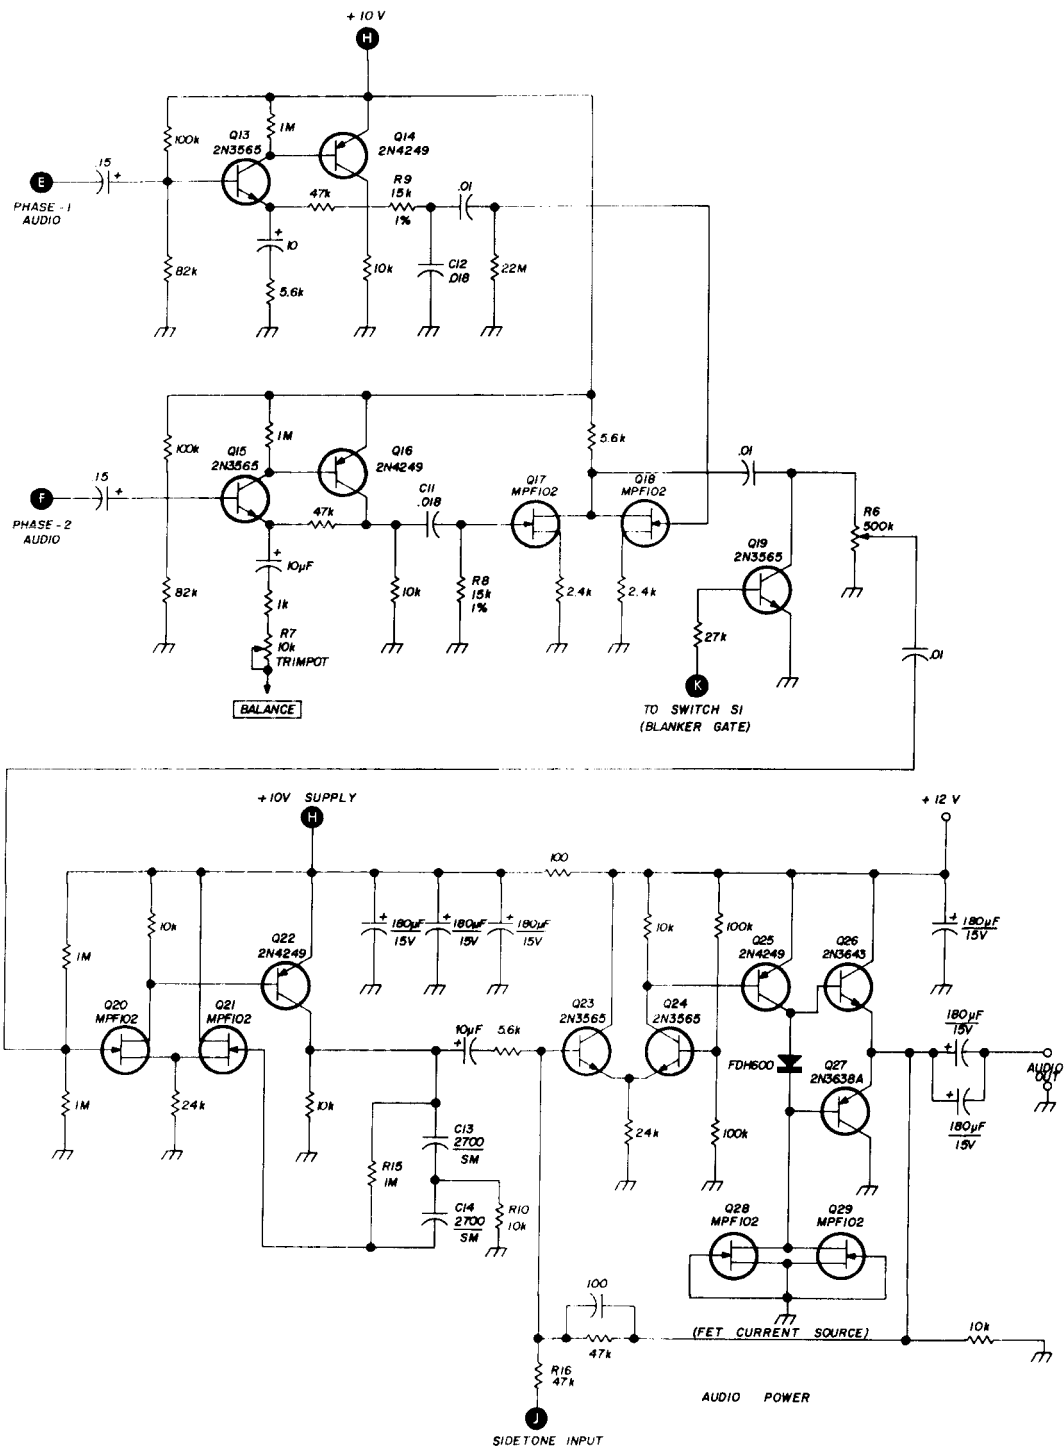 +10V
H
100k
1M
Q13
2N3565
Q14
2N4249
.15
+
E
PHASE-1
AUDIO
47k
R9
15k
1%
.01
+
10
82k
5.6k
10k
C12
.018
22M
100k
1M
Q15
2N3565
Q16
2N4249
5.6k
.01
.15
+
F
PHASE-2
AUDIO
47k
C11
.018
Q17
MPF102
Q18
MPF102
R6
500k
Q19
2N3565
+
10µF
82k
1k
10k
R8
15k
1%
2.4k
2.4k
R7
10k
TRIMPOT
27k
.01
K
BALANCE
TO SWITCH S1
(BLANKER GATE)
+10V SUPPLY
H
+12 V
100
10k
+
180µF
15V
+
180µF
15V
+
180µF
15V
10k
100k
+
180µF
15V
1M
Q22
2N4249
Q25
2N4249
Q26
2N3643
Q20
MPF102
Q21
MPF102
10µF
+
5.6k
Q23
2N3565
Q24
2N3565
180µF
15V
+
FDH600
Q27
2N3638A
AUDIO
OUT
+
180µF
15V
1M
24k
10k
24k
100k
C13
2700
SM
R15
1M
C14
2700
SM
R10
10k
Q28
MPF102
Q29
MPF102
100
(FET CURRENT SOURCE)
10k
47k
R16
47k
AUDIO POWER
J
SIDETONE INPUT